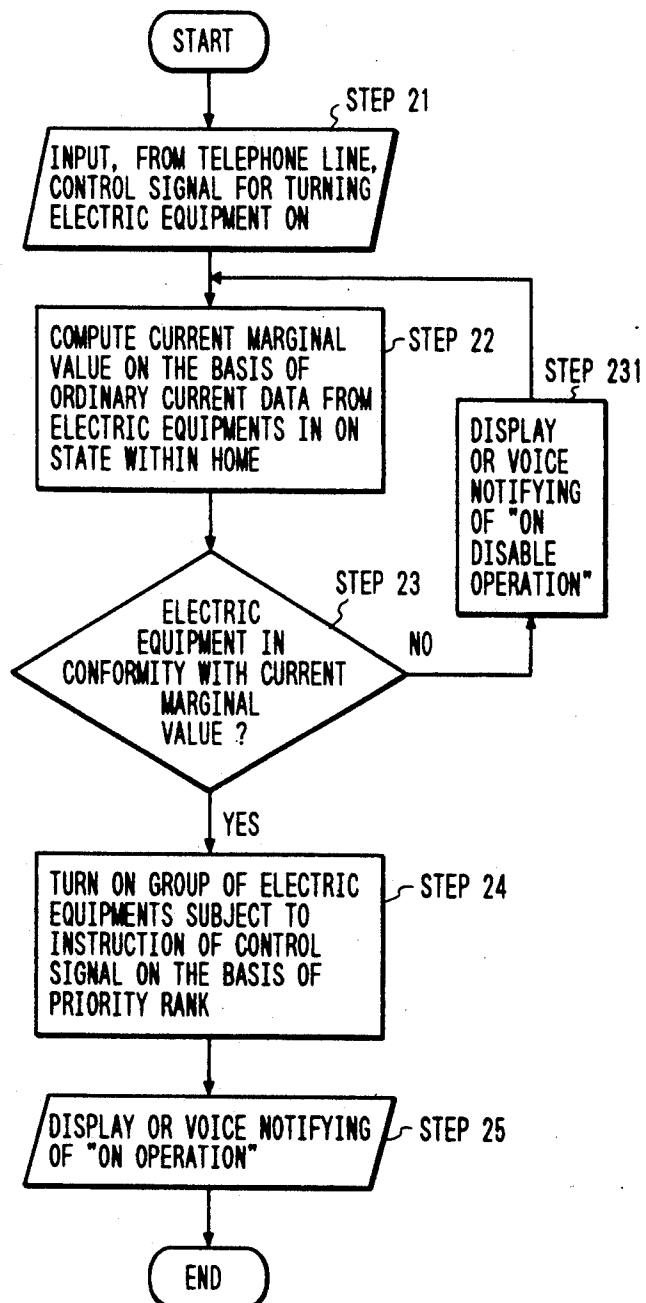 START
STEP 21
INPUT, FROM TELEPHONE LINE,
CONTROL SIGNAL FOR TURNING
ELECTRIC EQUIPMENT ON
COMPUTE CURRENT MARGINAL
VALUE ON THE BASIS OF
ORDINARY CURRENT DATA FROM
ELECTRIC EQUIPMENTS IN ON
STATE WITHIN HOME
STEP 22
STEP 231
DISPLAY
OR VOICE
NOTIFYING
OF "ON
DISABLE
OPERATION"
STEP 23
ELECTRIC
EQUIPMENT IN
CONFORMITY WITH CURRENT
MARGINAL
VALUE ?
NO
YES
TURN ON GROUP OF ELECTRIC
EQUIPMENTS SUBJECT TO
INSTRUCTION OF CONTROL
SIGNAL ON THE BASIS OF
PRIORITY RANK
STEP 24
DISPLAY OR VOICE NOTIFYING
OF "ON OPERATION"
STEP 25
END